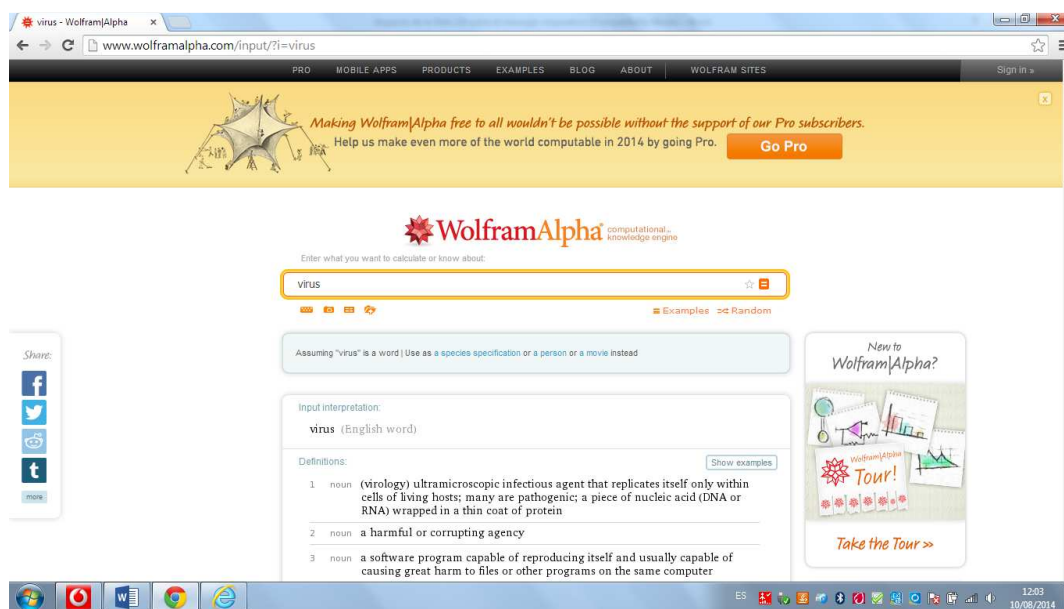 virus - Wolfram|Alpha
www.wolframalpha.com/input/?i=virus
PRO MOBILE APPS PRODUCTS EXAMPLES BLOG ABOUT WOLFRAM SITES Sign in »
Making Wolfram|Alpha free to all wouldn't be possible without the support of our Pro subscribers.
Help us make even more of the world computable in 2014 by going Pro. Go Pro
WolframAlpha computational...
knowledge engine
Enter what you want to calculate or know about:
virus
Examples Random
Share:
more
Assuming "virus" is a word | Use as a species specification or a person or a movie instead
Input interpretation:
virus (English word)
Definitions: Show examples
1 noun (virology) ultramicroscopic infectious agent that replicates itself only within
cells of living hosts; many are pathogenic; a piece of nucleic acid (DNA or
RNA) wrapped in a thin coat of protein
2 noun a harmful or corrupting agency
3 noun a software program capable of reproducing itself and usually capable of
causing great harm to files or other programs on the same computer
New to
Wolfram|Alpha?
Wolfram|Alpha
Tour!
Take the Tour »
ES
12:03
10/08/2014